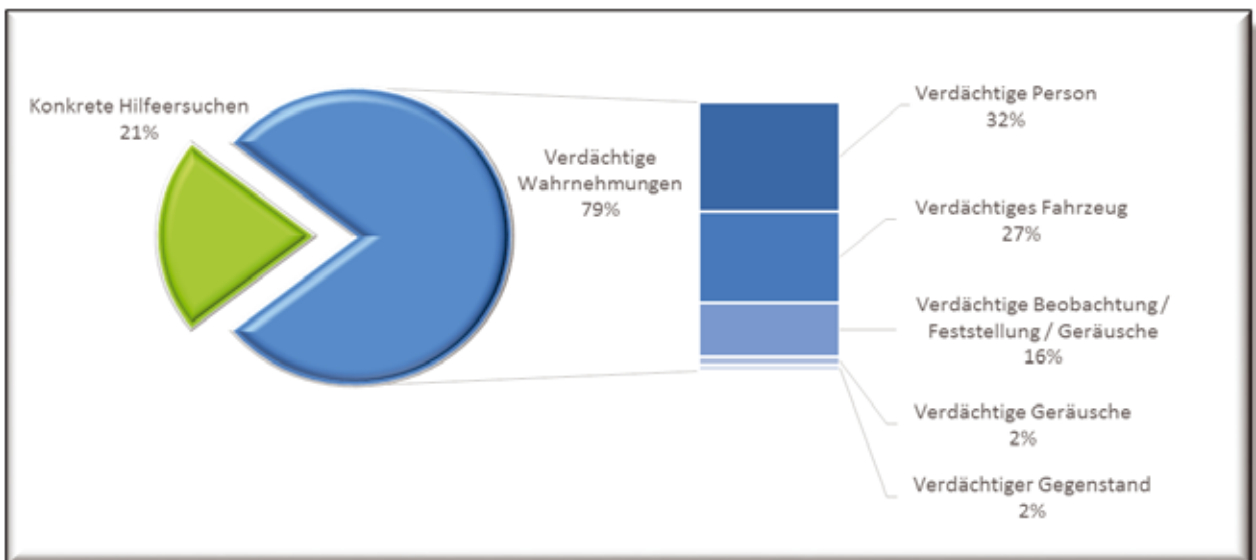 Konkrete Hilfeersuchen
21%
Verdächtige
Wahrnehmungen
79%
Verdächtige Person
32%
Verdächtiges Fahrzeug
27%
Verdächtige Beobachtung /
Feststellung / Geräusche
16%
Verdächtige Geräusche
2%
Verdächtiger Gegenstand
2%